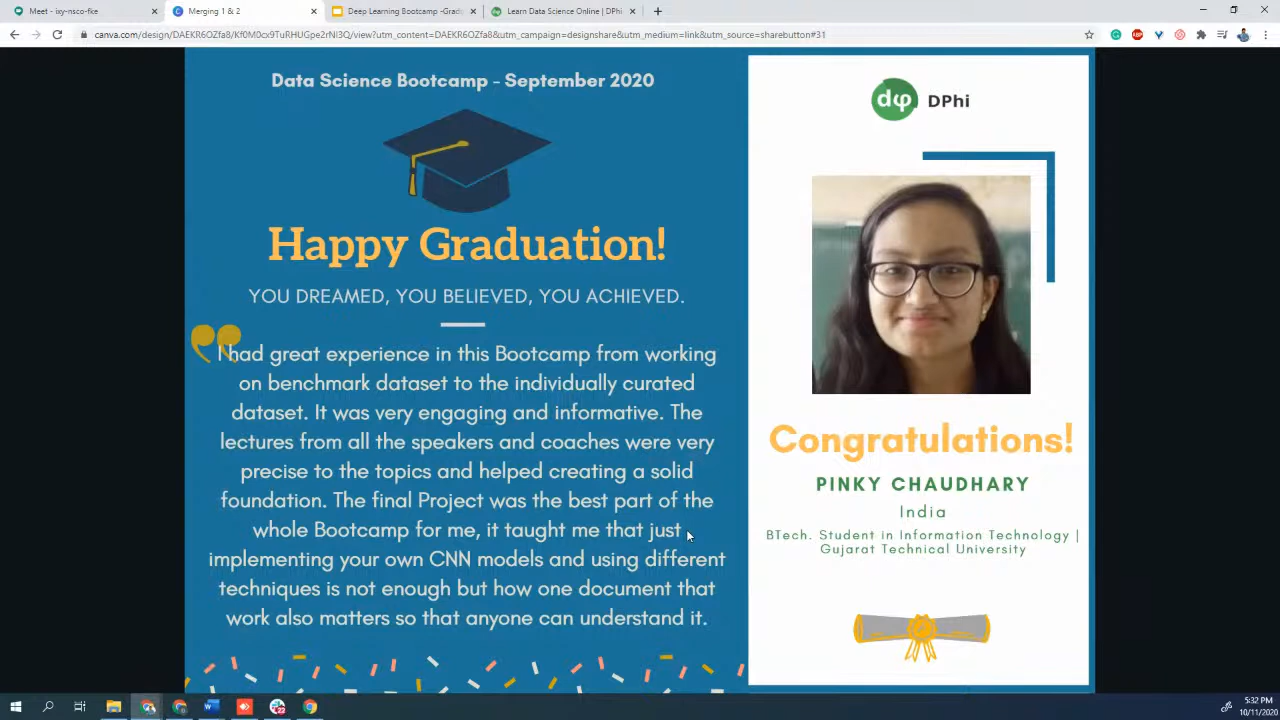 Meet - ixy-nsco-fke
Merging 1 & 2
Deep Learning Bootcamp -Grad
Learn Data Science Online | DPhi
canva.com/design/DAEKR6OZfa8/Kf0M0cx9TuRHUGpe2rNI3Q/view?utm_content=DAEKR6OZfa8&utm_campaign=designshare&utm_medium=link&utm_source=sharebutton#31
Data Science Bootcamp - September 2020
Happy Graduation!
YOU DREAMED, YOU BELIEVED, YOU ACHIEVED.
I had great experience in this Bootcamp from working
on benchmark dataset to the individually curated
dataset. It was very engaging and informative. The
lectures from all the speakers and coaches were very
precise to the topics and helped creating a solid
foundation. The final Project was the best part of the
whole Bootcamp for me, it taught me that just
implementing your own CNN models and using different
techniques is not enough but how one document that
work also matters so that anyone can understand it.
dφ DPhi
Congratulations!
PINKY CHAUDHARY
India
BTech. Student in Information Technology |
Gujarat Technical University
5:32 PM
10/11/2020